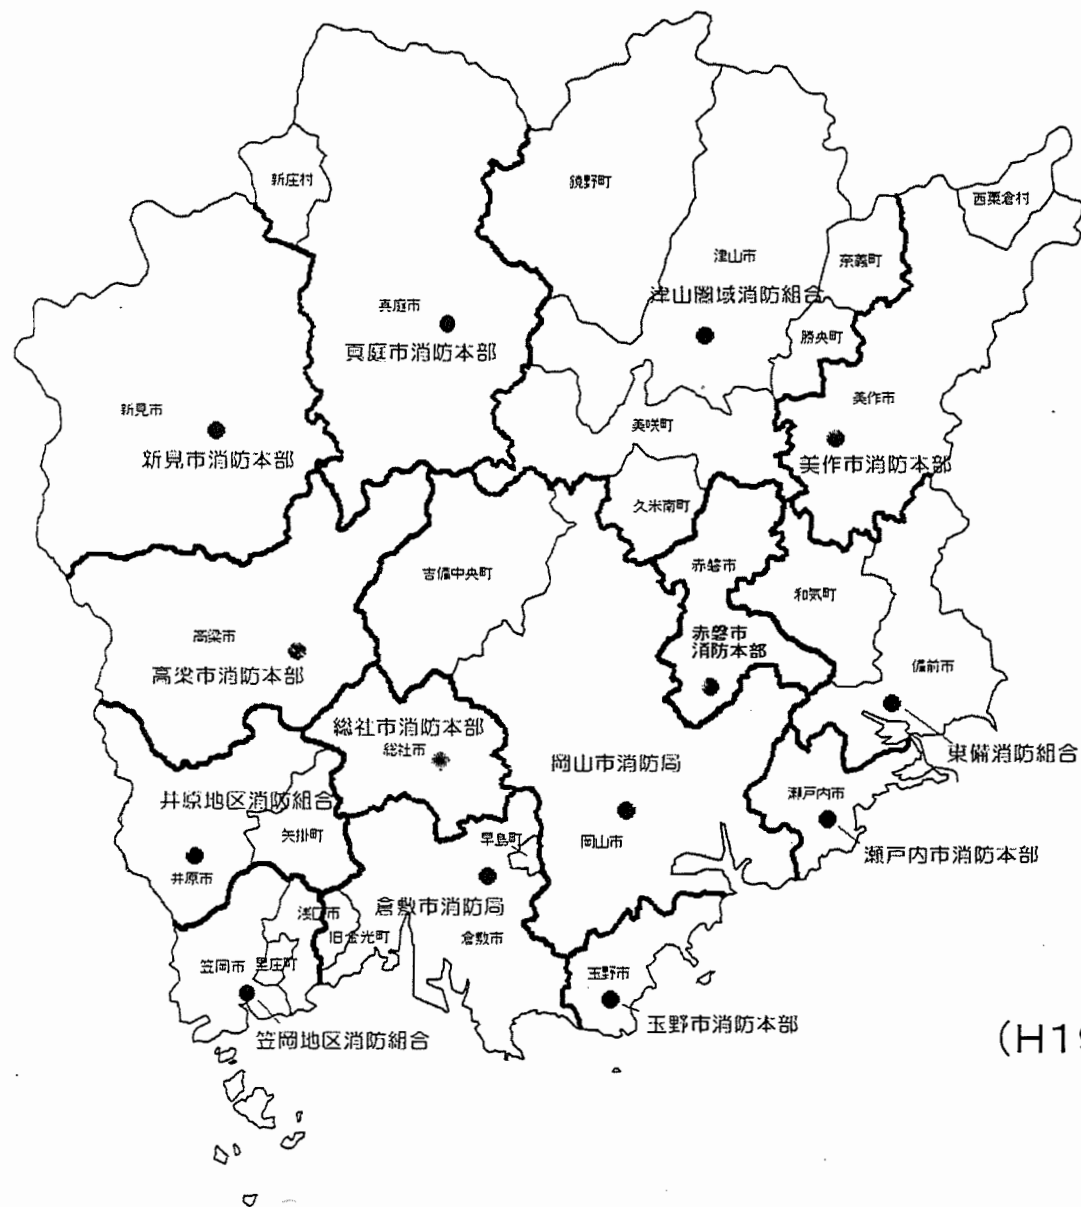 新庄村
鏡野町
西粟倉村
津山市
奈義町
津山圏域消防組合
真庭市
真庭市消防本部
勝央町
美作市
美作市消防本部
新見市
新見市消防本部
美咲町
久米南町
赤磐市
吉備中央町
和気町
赤磐市
消防本部
高梁市
高梁市消防本部
備前市
総社市消防本部
総社市
岡山市消防局
東備消防組合
井原地区消防組合
瀬戸内市
矢掛町
早島町
岡山市
瀬戸内市消防本部
井原市
倉敷市消防局
浅口市
旧金光町
倉敷市
笠岡市
里庄町
玉野市
玉野市消防本部
笠岡地区消防組合
(H19